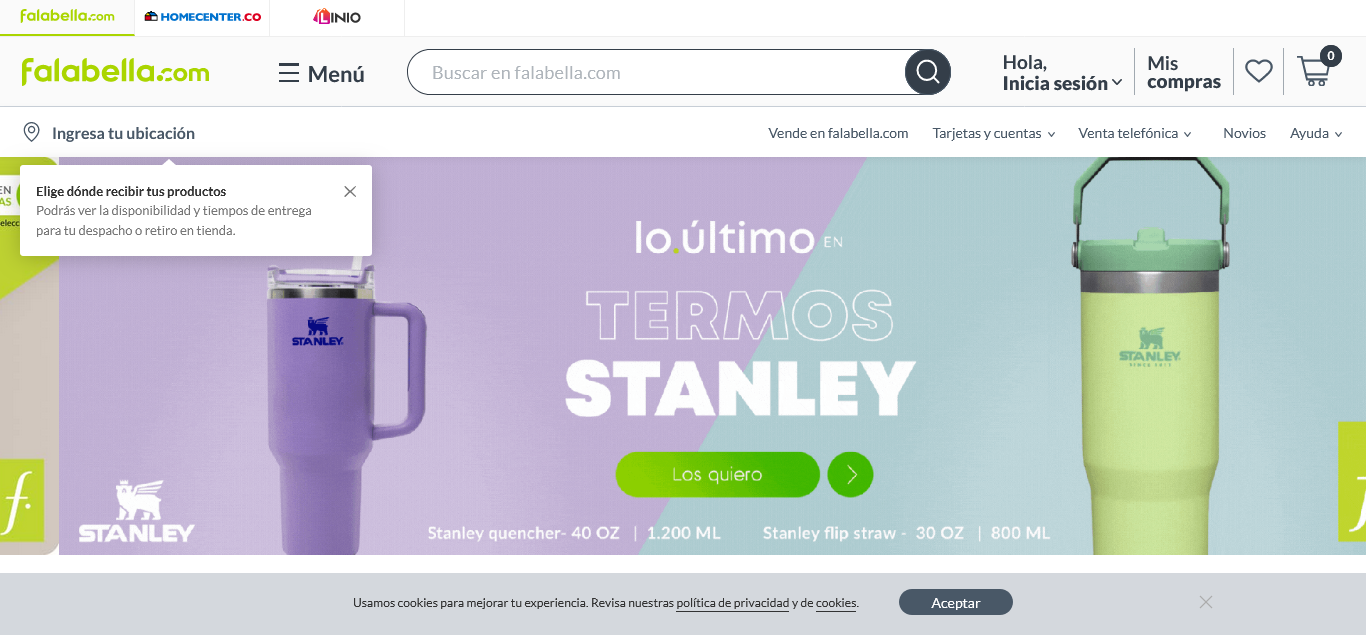 falabella.com
HOMECENTER.CO
LINIO
falabella.com
Menú
Buscar en falabella.com
Hola,
Inicia sesión
Mis
compras
0
Ingresa tu ubicación
Vende en falabella.com
Tarjetas y cuentas
Venta telefónica
Novios
Ayuda
Elige dónde recibir tus productos
Podrás ver la disponibilidad y tiempos de entrega
para tu despacho o retiro en tienda.
lo.último EN
TERMOS
STANLEY
STANLEY
STANLEY
SINCE 1913
Los quiero
f.
STANLEY
Stanley quencher- 40 OZ | 1.200 ML
Stanley flip straw - 30 OZ | 800 ML
Usamos cookies para mejorar tu experiencia. Revisa nuestras política de privacidad y de cookies.
Aceptar